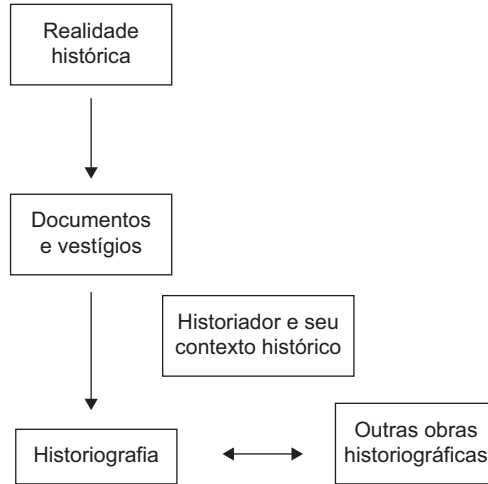 Realidade
histórica
Documentos
e vestígios
Historiador e seu
contexto histórico
Historiografia
Outras obras
historiográficas